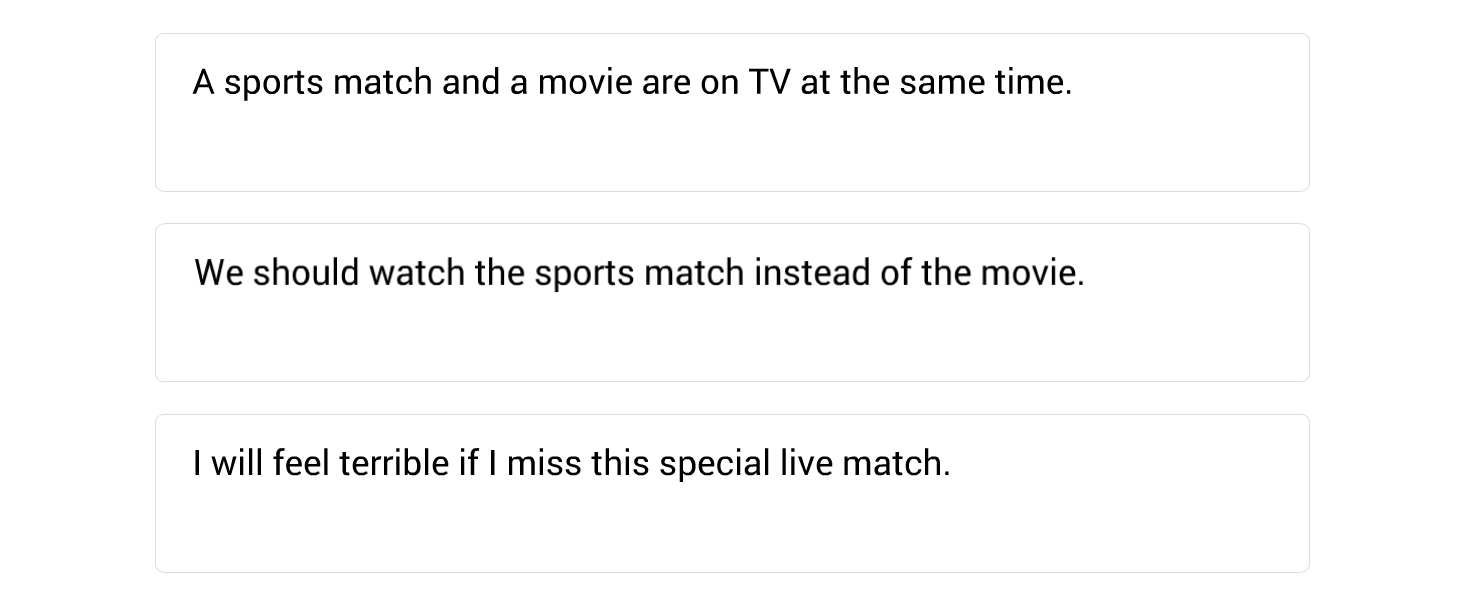 A sports match and a movie are on TV at the same time.
We should watch the sports match instead of the movie.
I will feel terrible if I miss this special live match.